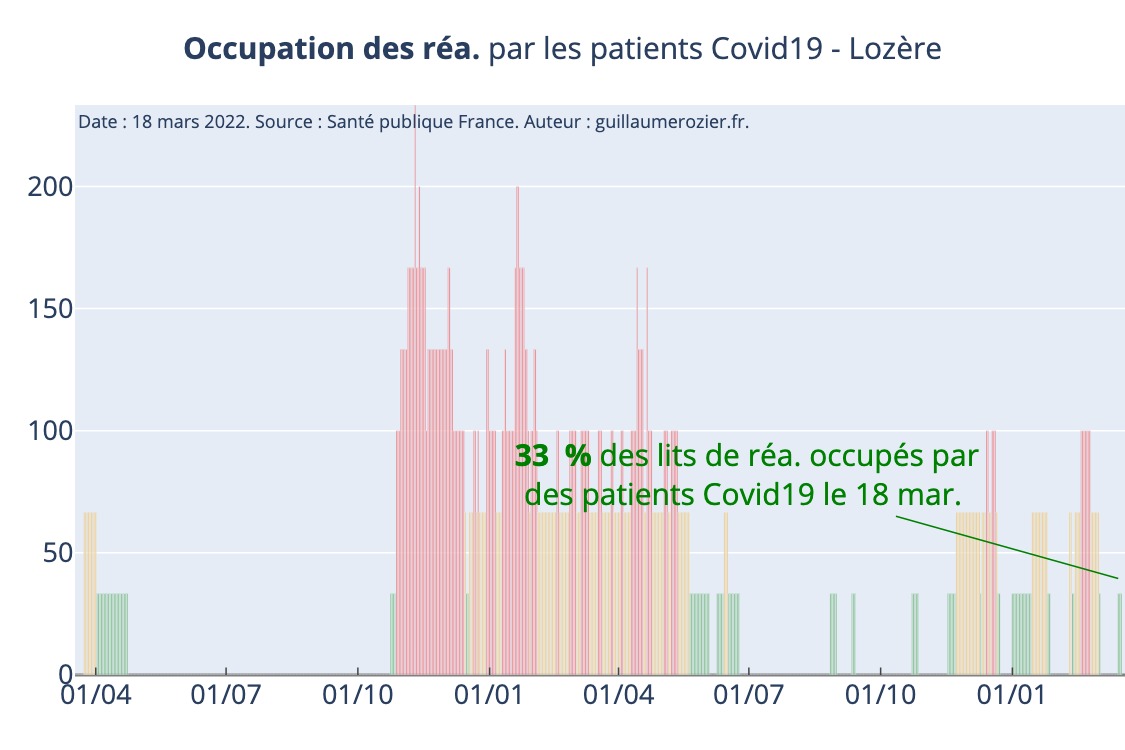 Occupation des réa. par les patients Covid19 - Lozère
Date : 18 mars 2022. Source : Santé publique France. Auteur : guillaumerozier.fr.
200
150
100
50
0
33 % des lits de réa. occupés par
des patients Covid19 le 18 mar.
01/04 01/07 01/10 01/01 01/04 01/07 01/10 01/01